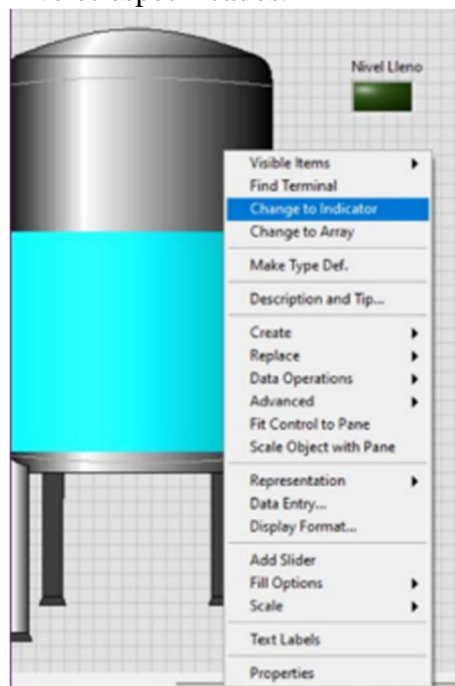 Nivel Lleno
Visible Items
Find Terminal
Change to Indicator
Change to Array
Make Type Def.
Description and Tip...
Create
Replace
Data Operations
Advanced
Fit Control to Pane
Scale Object with Pane
Representation
Data Entry...
Display Format...
Add Slider
Fill Options
Scale
Text Labels
Properties